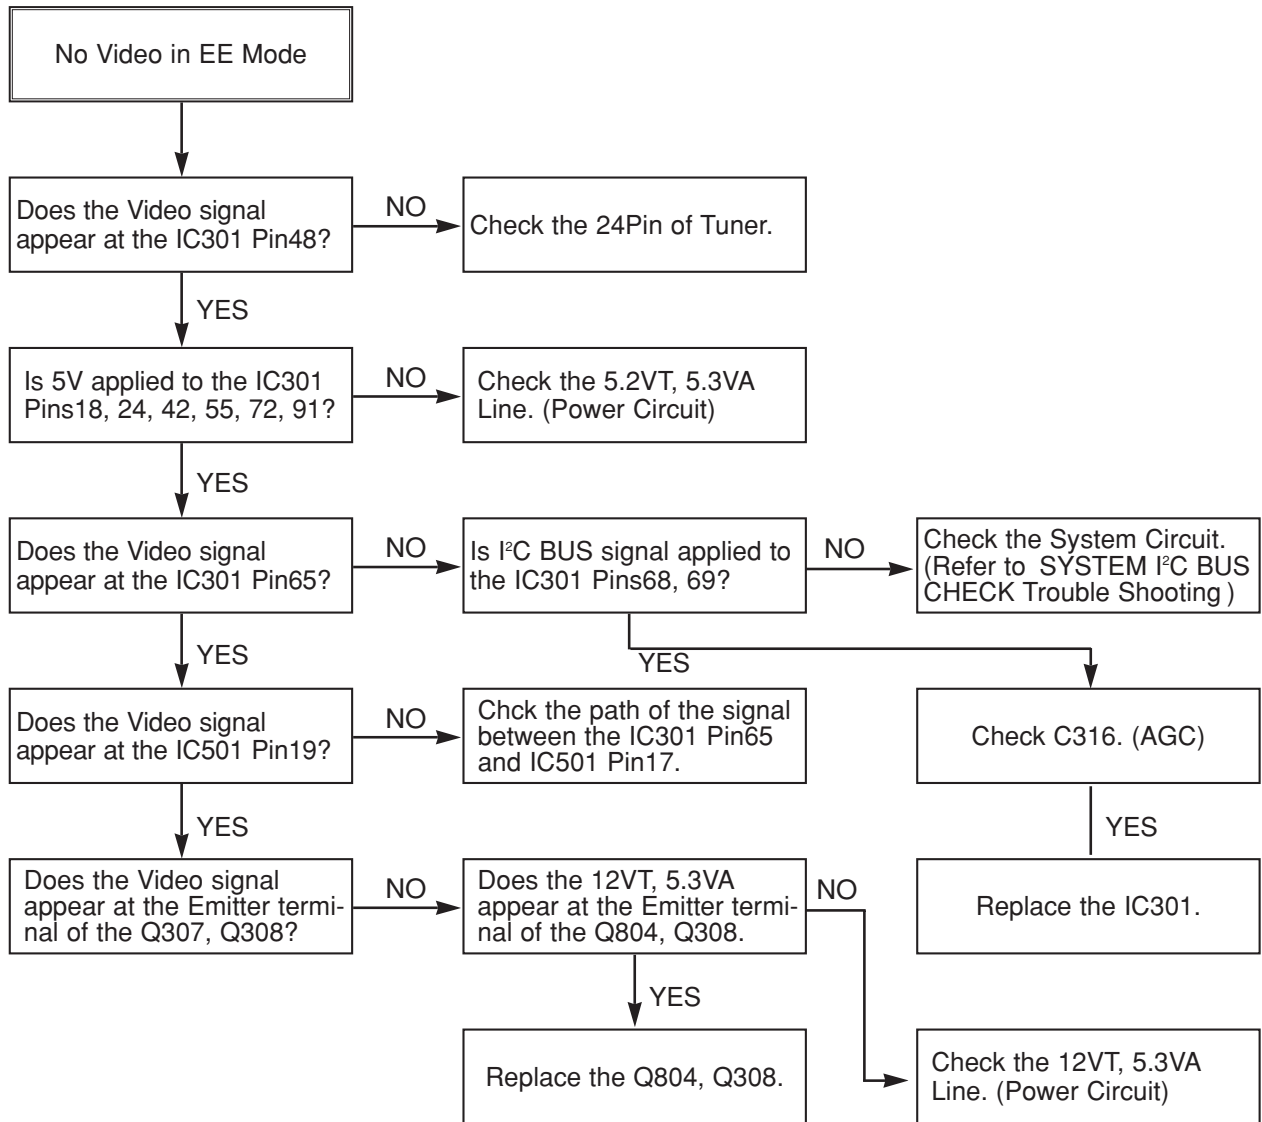 No Video in EE Mode
Does the Video signal
appear at the IC301 Pin48?
NO
Check the 24Pin of Tuner.
YES
Is 5V applied to the IC301
Pins18, 24, 42, 55, 72, 91?
NO
Check the 5.2VT, 5.3VA
Line. (Power Circuit)
YES
Does the Video signal
appear at the IC301 Pin65?
NO
Is I²C BUS signal applied to
the IC301 Pins68, 69?
NO
Check the System Circuit.
(Refer to SYSTEM I²C BUS
CHECK Trouble Shooting )
YES
YES
Does the Video signal
appear at the IC501 Pin19?
NO
Chck the path of the signal
between the IC301 Pin65
and IC501 Pin17.
Check C316. (AGC)
YES
YES
Does the Video signal
appear at the Emitter termi-
nal of the Q307, Q308?
NO
Does the 12VT, 5.3VA
appear at the Emitter termi-
nal of the Q804, Q308.
NO
Replace the IC301.
YES
Replace the Q804, Q308.
Check the 12VT, 5.3VA
Line. (Power Circuit)